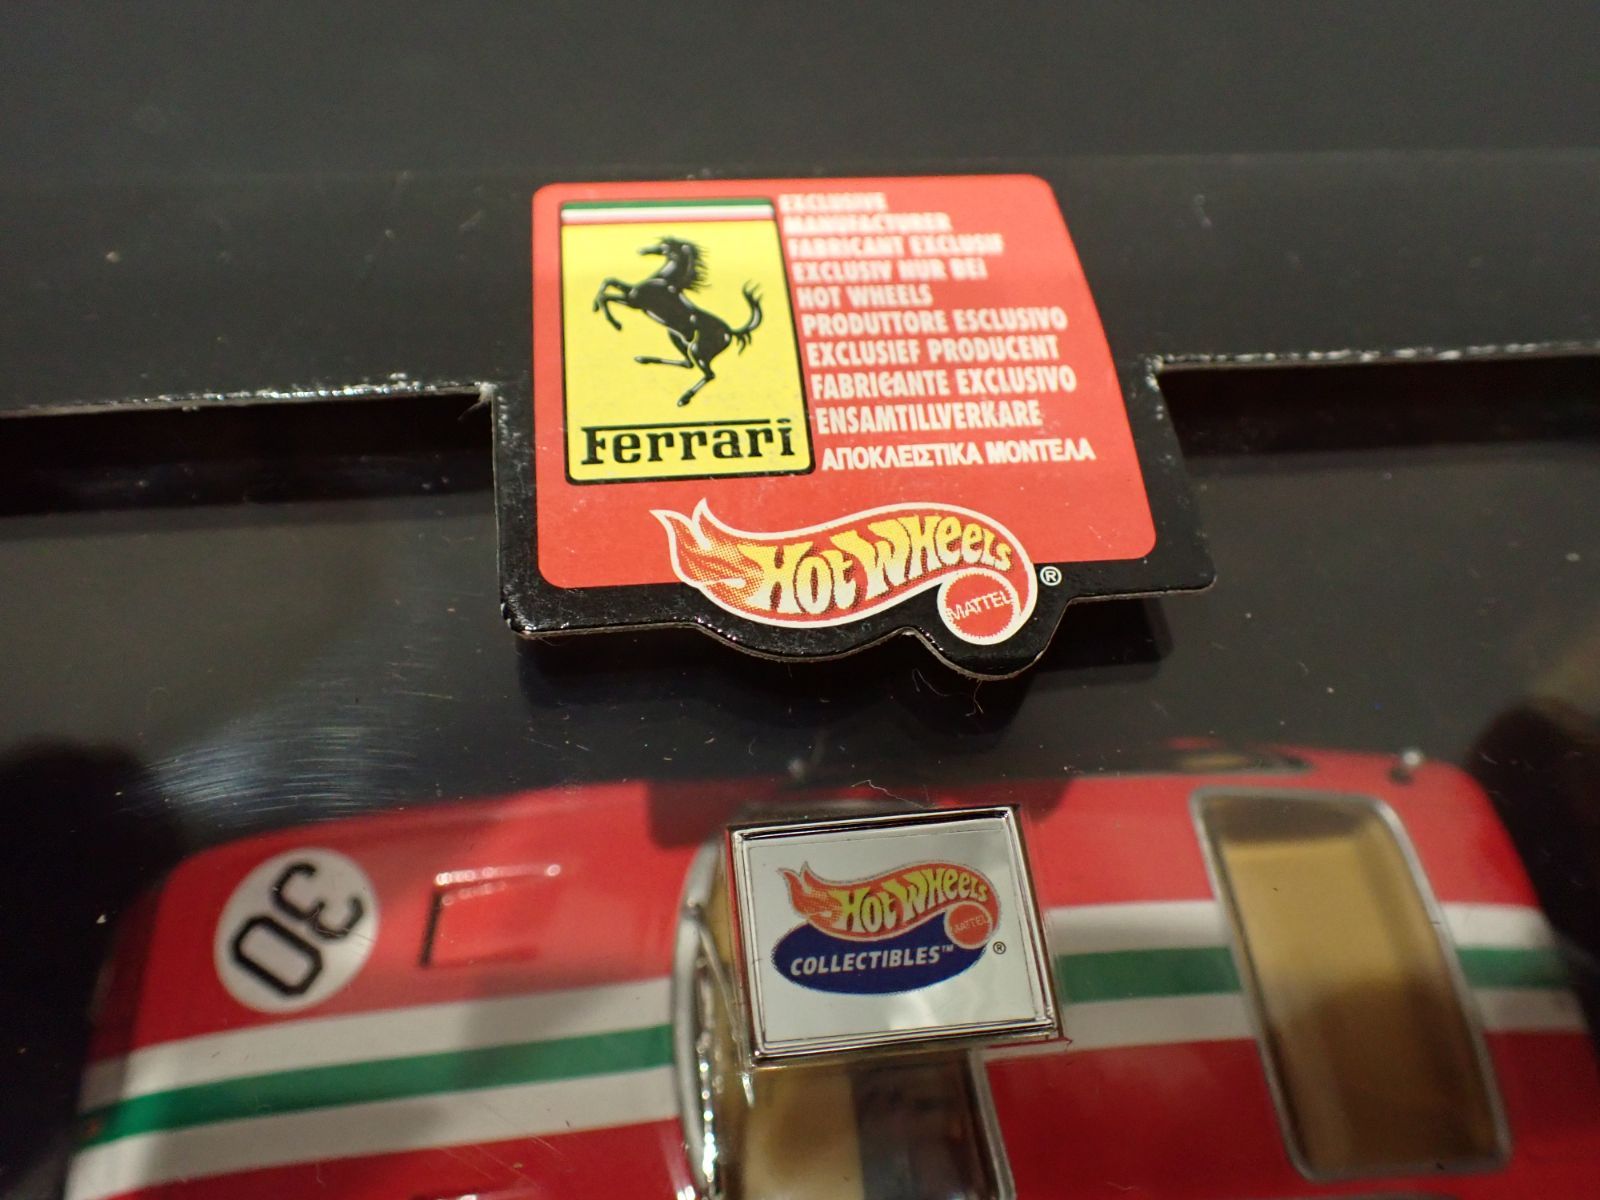 EXCLUSIVE
MANUFACTURER
FABRICANT EXCLUSIF
EXCLUSIV NUR BEI
HOT WHEELS
PRODUTTORE ESCLUSIVO
EXCLUSIEF PRODUCENT
FABRICANTE EXCLUSIVO
ENSAMTILLVERKARE
ΑΠΟΚΛΕΙΣΤΙΚΑ ΜΟΝΤΕΛΑ
Ferrari
HOT WHEELS ®
MATTEL
30
HOT WHEELS
MATTEL
COLLECTIBLES™ ®